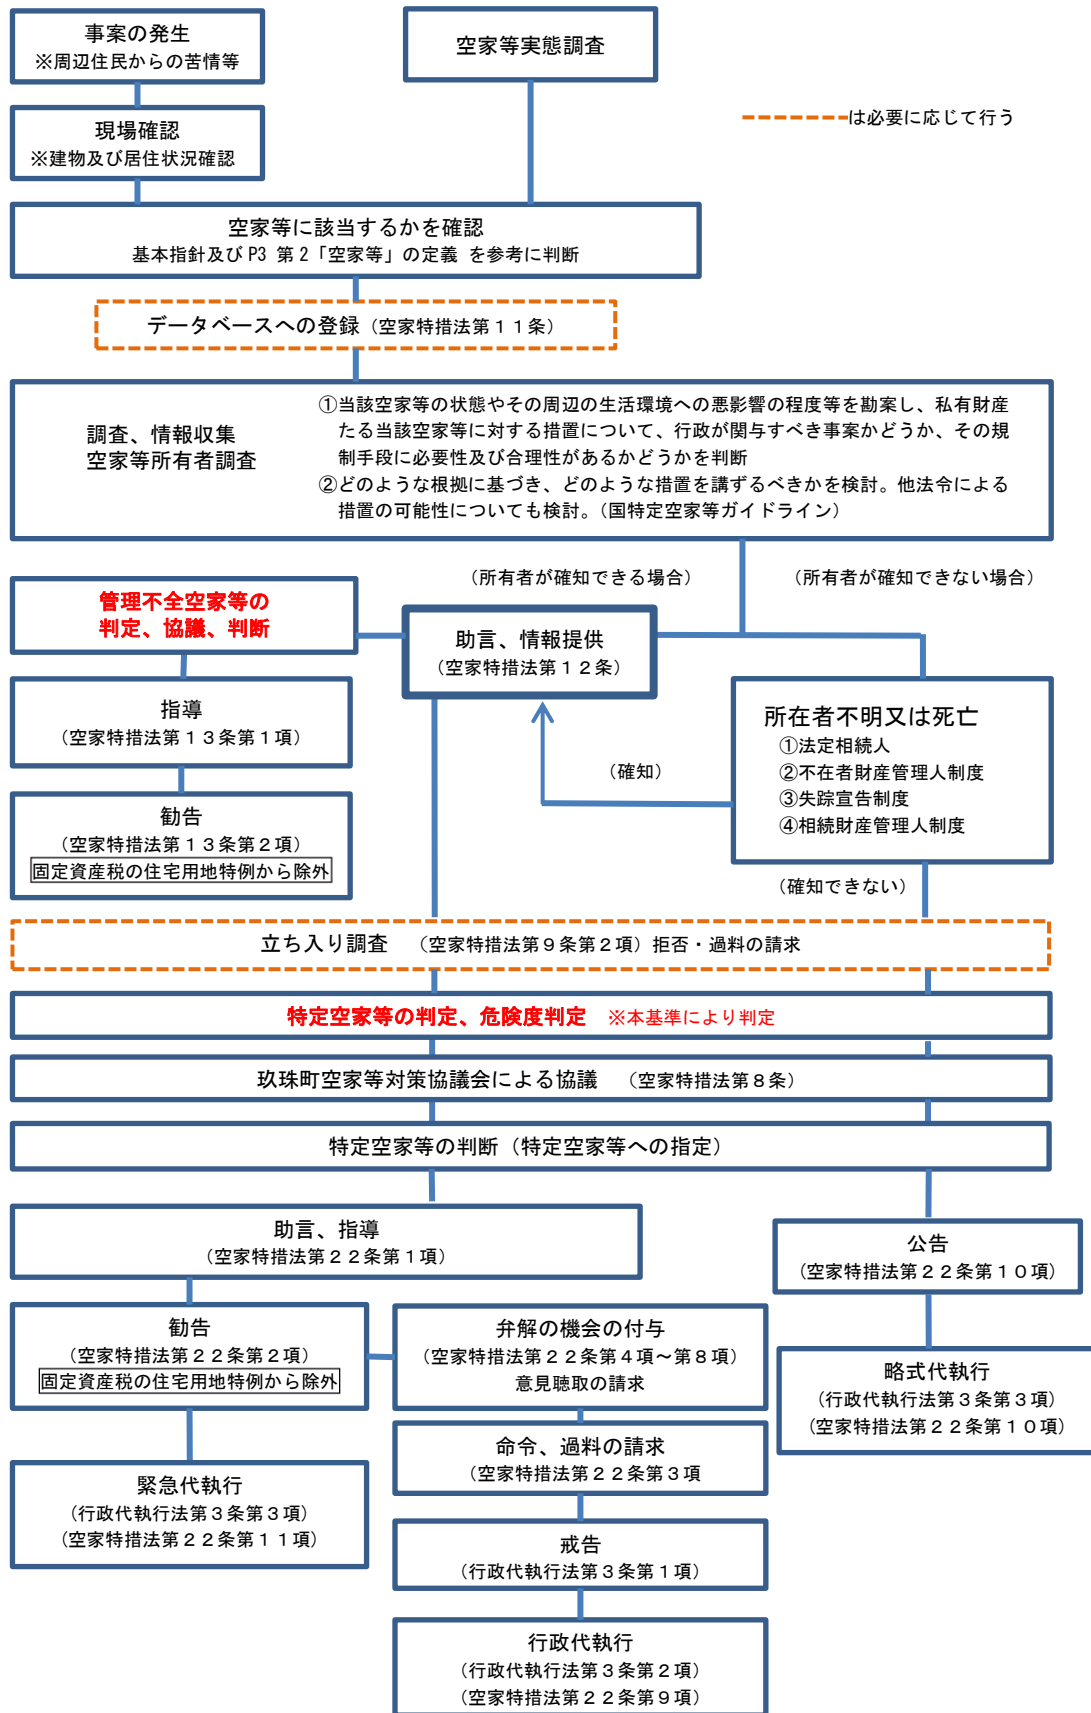 事案の発生
※周辺住民からの苦情等
空家等実態調査
現場確認
※建物及び居住状況確認
は必要に応じて行う
空家等に該当するかを確認
基本指針及び P3 第2「空家等」の定義 を参考に判断
データベースへの登録（空家特措法第１１条）
調査、情報収集
空家等所有者調査
①当該空家等の状態やその周辺の生活環境への悪影響の程度等を勘案し、私有財産
たる当該空家等に対する措置について、行政が関与すべき事案かどうか、その規
制手段に必要性及び合理性があるかどうかを判断
②どのような根拠に基づき、どのような措置を講ずるべきかを検討。他法令による
措置の可能性についても検討。（国特定空家等ガイドライン）
（所有者が確知できる場合）
（所有者が確知できない場合）
管理不全空家等の
判定、協議、判断
助言、情報提供
（空家特措法第１２条）
指導
（空家特措法第１３条第１項）
所在者不明又は死亡
①法定相続人
②不在者財産管理人制度
③失踪宣告制度
④相続財産管理人制度
（確知）
勧告
（空家特措法第１３条第２項）
固定資産税の住宅用地特例から除外
（確知できない）
立ち入り調査　（空家特措法第９条第２項）拒否・過料の請求
特定空家等の判定、危険度判定　※本基準により判定
玖珠町空家等対策協議会による協議　（空家特措法第８条）
特定空家等の判断（特定空家等への指定）
助言、指導
（空家特措法第２２条第１項）
公告
（空家特措法第２２条第１０項）
勧告
（空家特措法第２２条第２項）
固定資産税の住宅用地特例から除外
弁解の機会の付与
（空家特措法第２２条第４項～第８項）
意見聴取の請求
略式代執行
（行政代執行法第３条第３項）
（空家特措法第２２条第１０項）
命令、過料の請求
（空家特措法第２２条第３項
緊急代執行
（行政代執行法第３条第３項）
（空家特措法第２２条第１１項）
戒告
（行政代執行法第３条第１項）
行政代執行
（行政代執行法第３条第２項）
（空家特措法第２２条第９項）